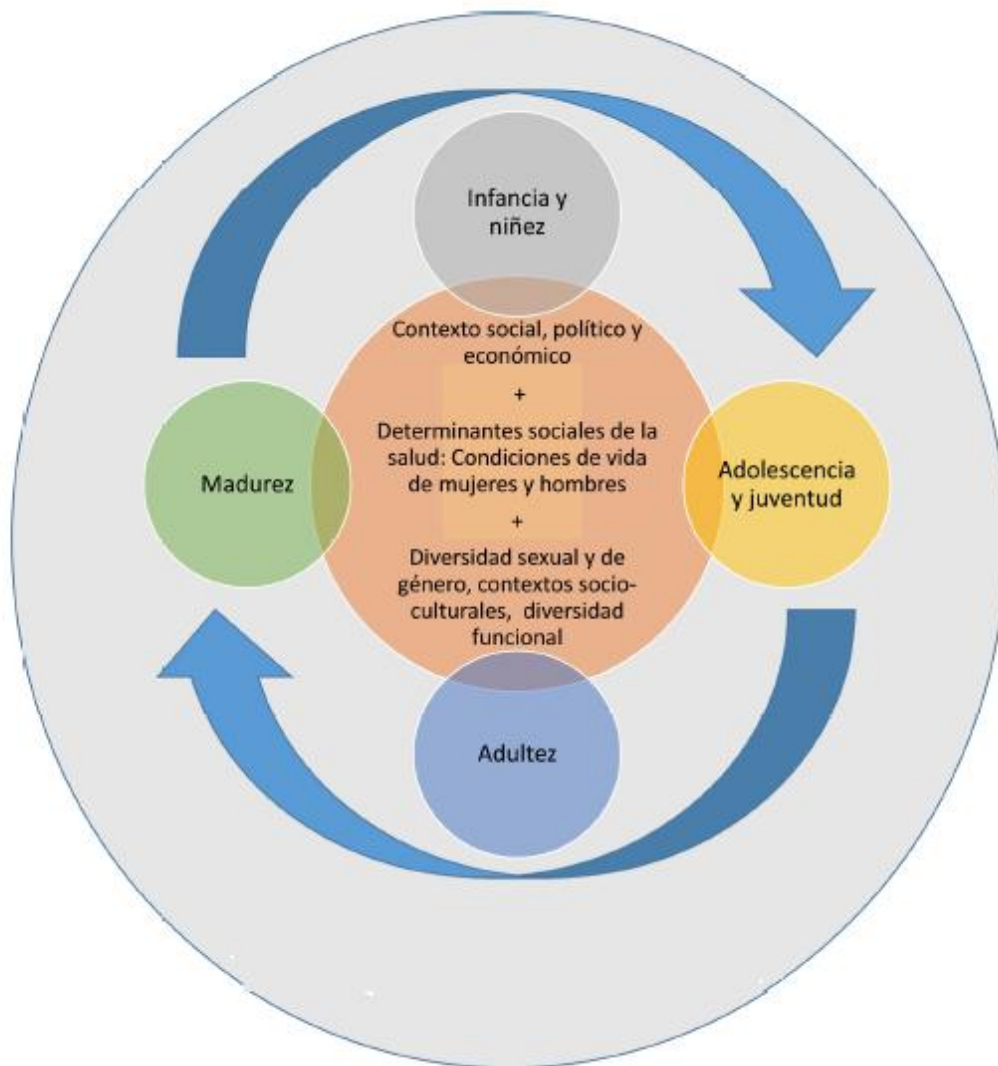 Infancia y
niñez
Contexto social, político y
económico
+
Determinantes sociales de la
salud: Condiciones de vida
de mujeres y hombres
+
Diversidad sexual y de
género, contextos socio-
culturales, diversidad
funcional
Madurez
Adolescencia
y juventud
Adultez